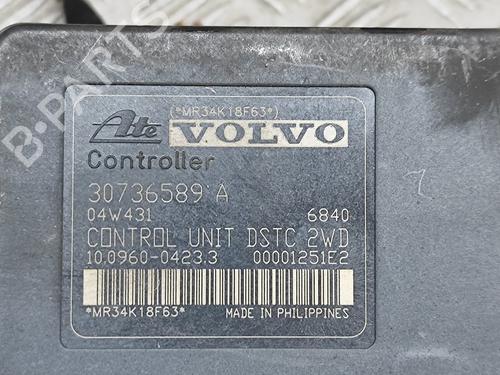 (*MR34K18F63*)
Ate VOLVO
Controller
30736589 A
04W431 6840
CONTROL UNIT DSTC 2WD
10.0960-0423.3 00001251E2
*MR34K18F63* MADE IN PHILIPPINES
B-PARTS